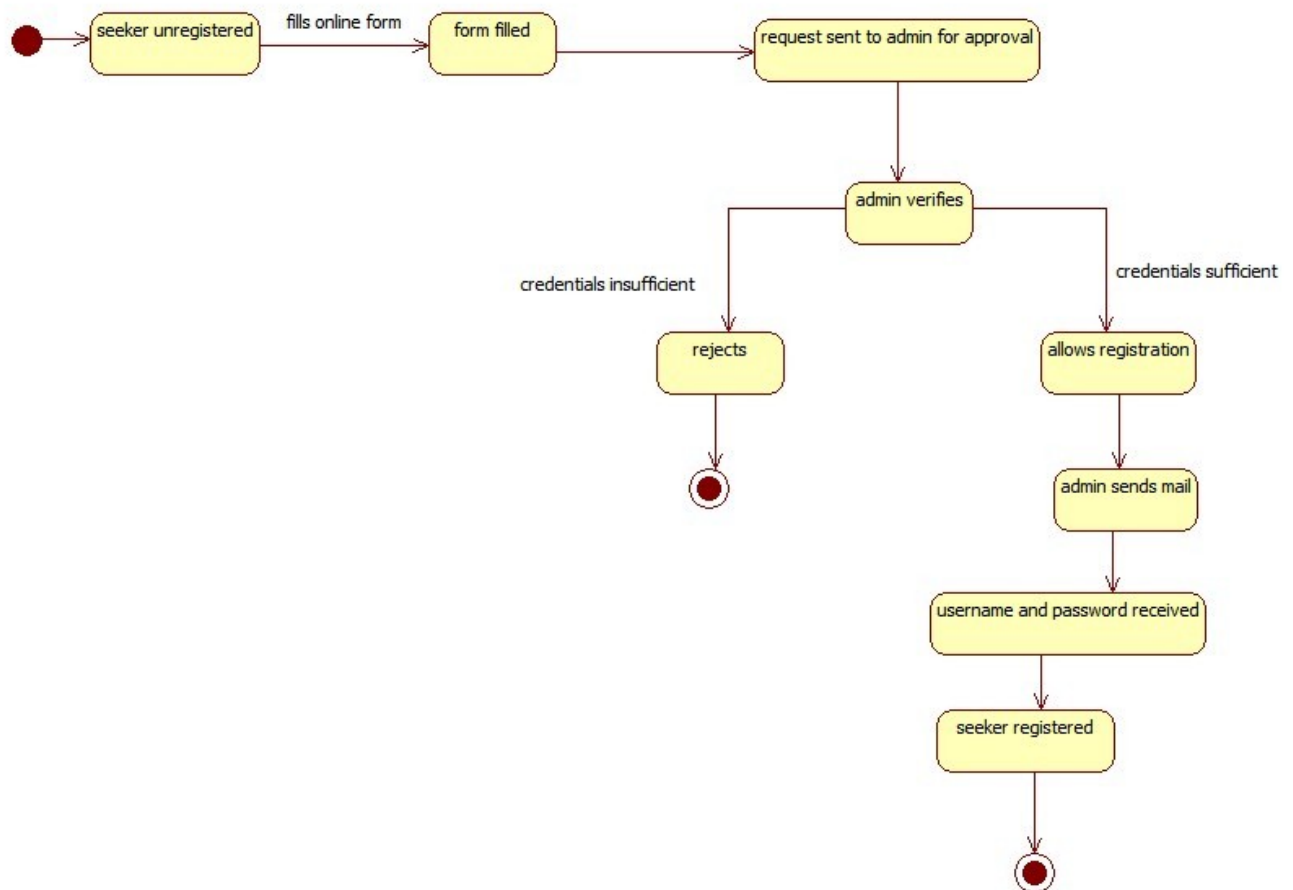 seeker unregistered
fills online form
form filled
request sent to admin for approval
admin verifies
credentials insufficient
credentials sufficient
rejects
allows registration
admin sends mail
username and password received
seeker registered